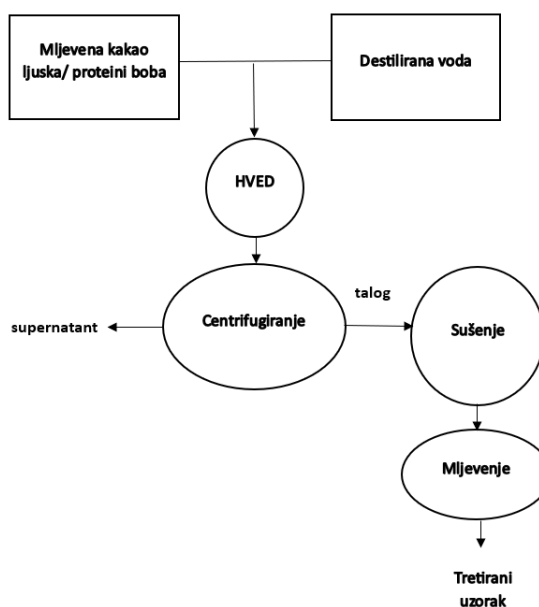 Mljevena kakao
ljuska/ proteini boba
Destilirana voda
HVED
Centrifugiranje
talog
supernatant
Sušenje
Mljevenje
Tretirani
uzorak